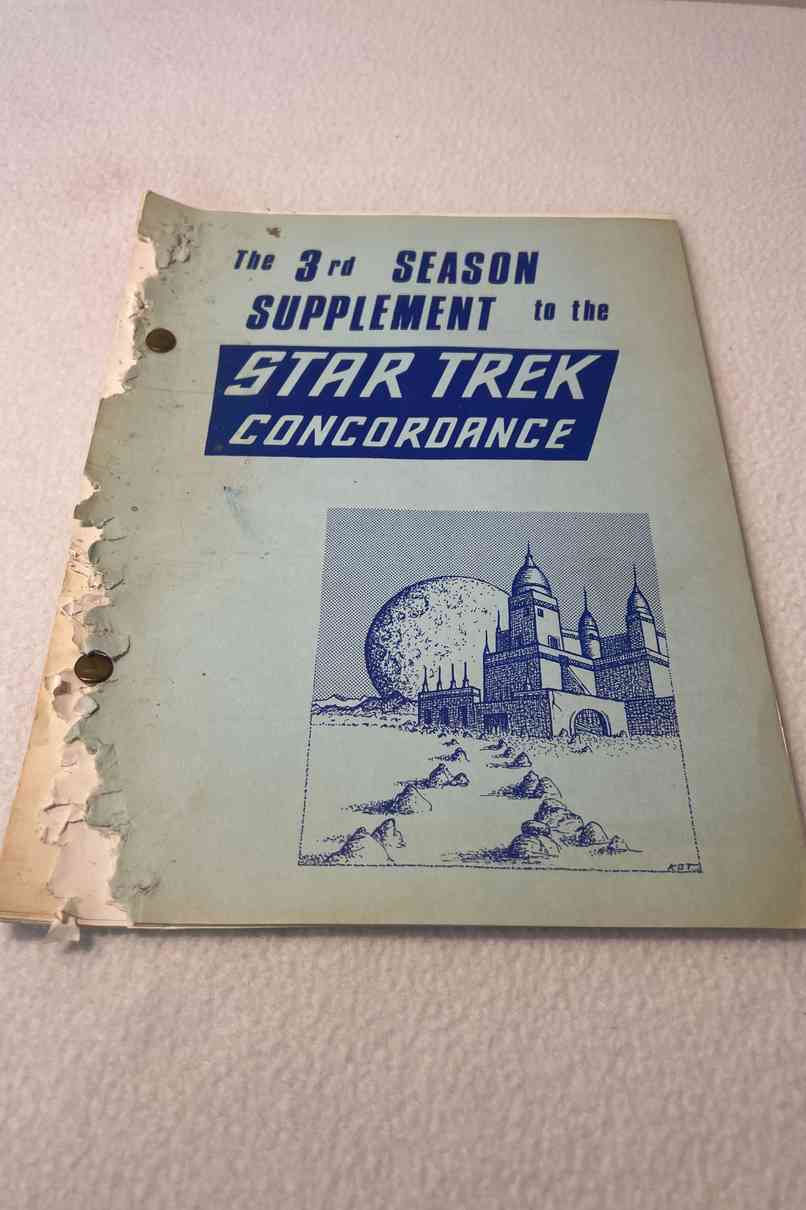 The 3rd SEASON
SUPPLEMENT to the
STAR TREK
CONCORDANCE